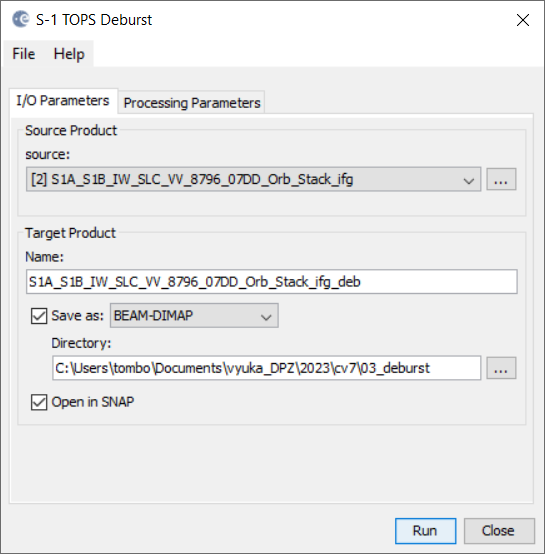 S-1 TOPS Deburst
File Help
I/O Parameters Processing Parameters
Source Product
source:
[2] S1A_S1B_IW_SLC_VV_8796_07DD_Orb_Stack_ifg
...
Target Product
Name:
S1A_S1B_IW_SLC_VV_8796_07DD_Orb_Stack_ifg_deb
Save as: BEAM-DIMAP
Directory:
C:\Users\tombo\Documents\vyuka_DPZ\2023\cv7\03_deburst
...
Open in SNAP
Run Close